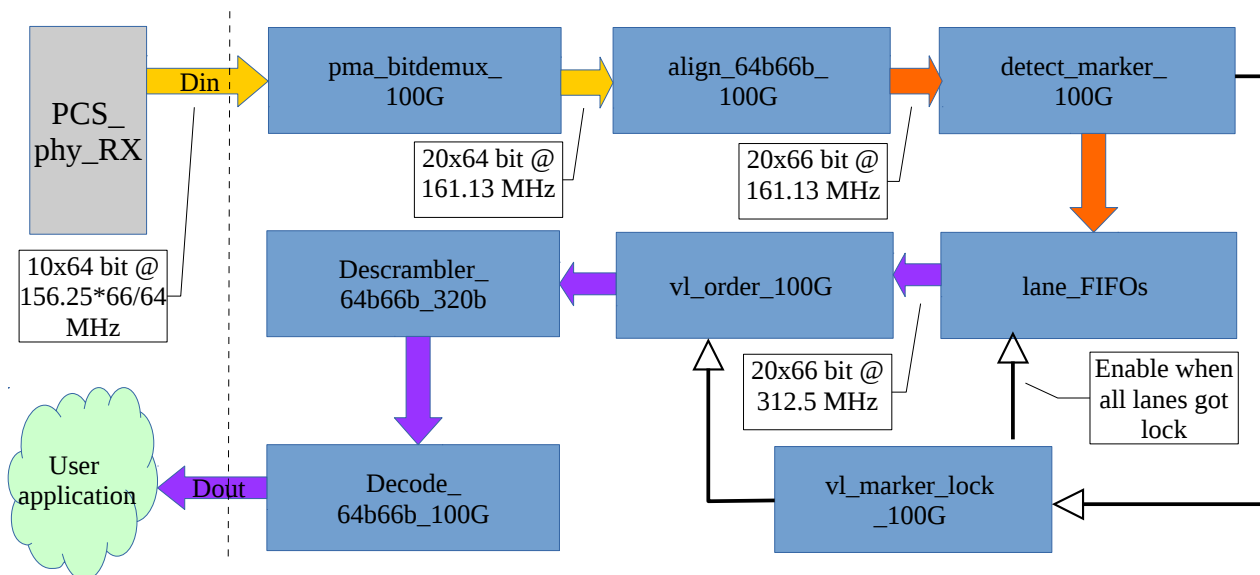 PCS_
phy_RX
Din
pma_bitdemux_
100G
align_64b66b_
100G
detect_marker_
100G
20x64 bit @
161.13 MHz
20x66 bit @
161.13 MHz
10x64 bit @
156.25*66/64
MHz
Descrambler_
64b66b_320b
vl_order_100G
lane_FIFOs
20x66 bit @
312.5 MHz
Enable when
all lanes got
lock
User
application
Dout
Decode_
64b66b_100G
vl_marker_lock
_100G